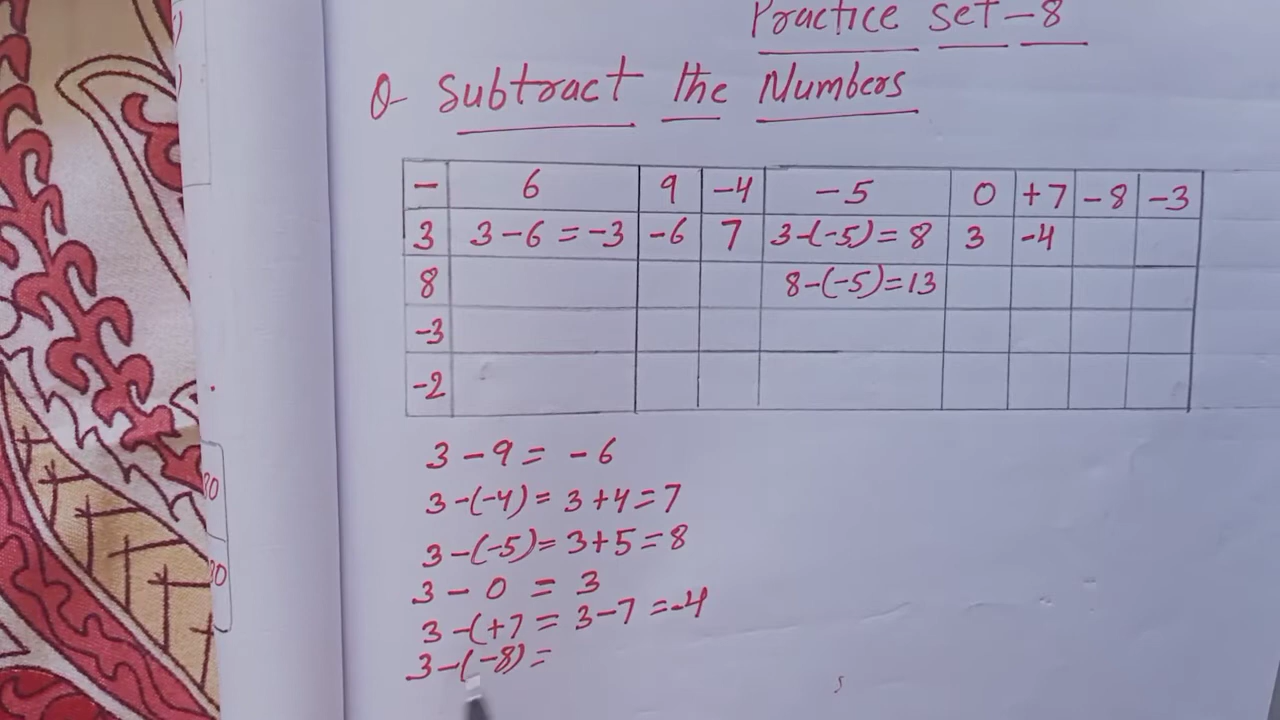 Practice set-8
Q- Subtract the Numbers
- 6 9 -4 -5 0 +7 -8 -3
3 3-6=-3 -6 7 3-(-5)=8 3 -4
8 8-(-5)=13
-3
-2
3-9= -6
3-(-4)= 3+4=7
3-(-5)=3+5=8
3-0 = 3
3-(+7 = 3-7 =-4
3-(-8)=